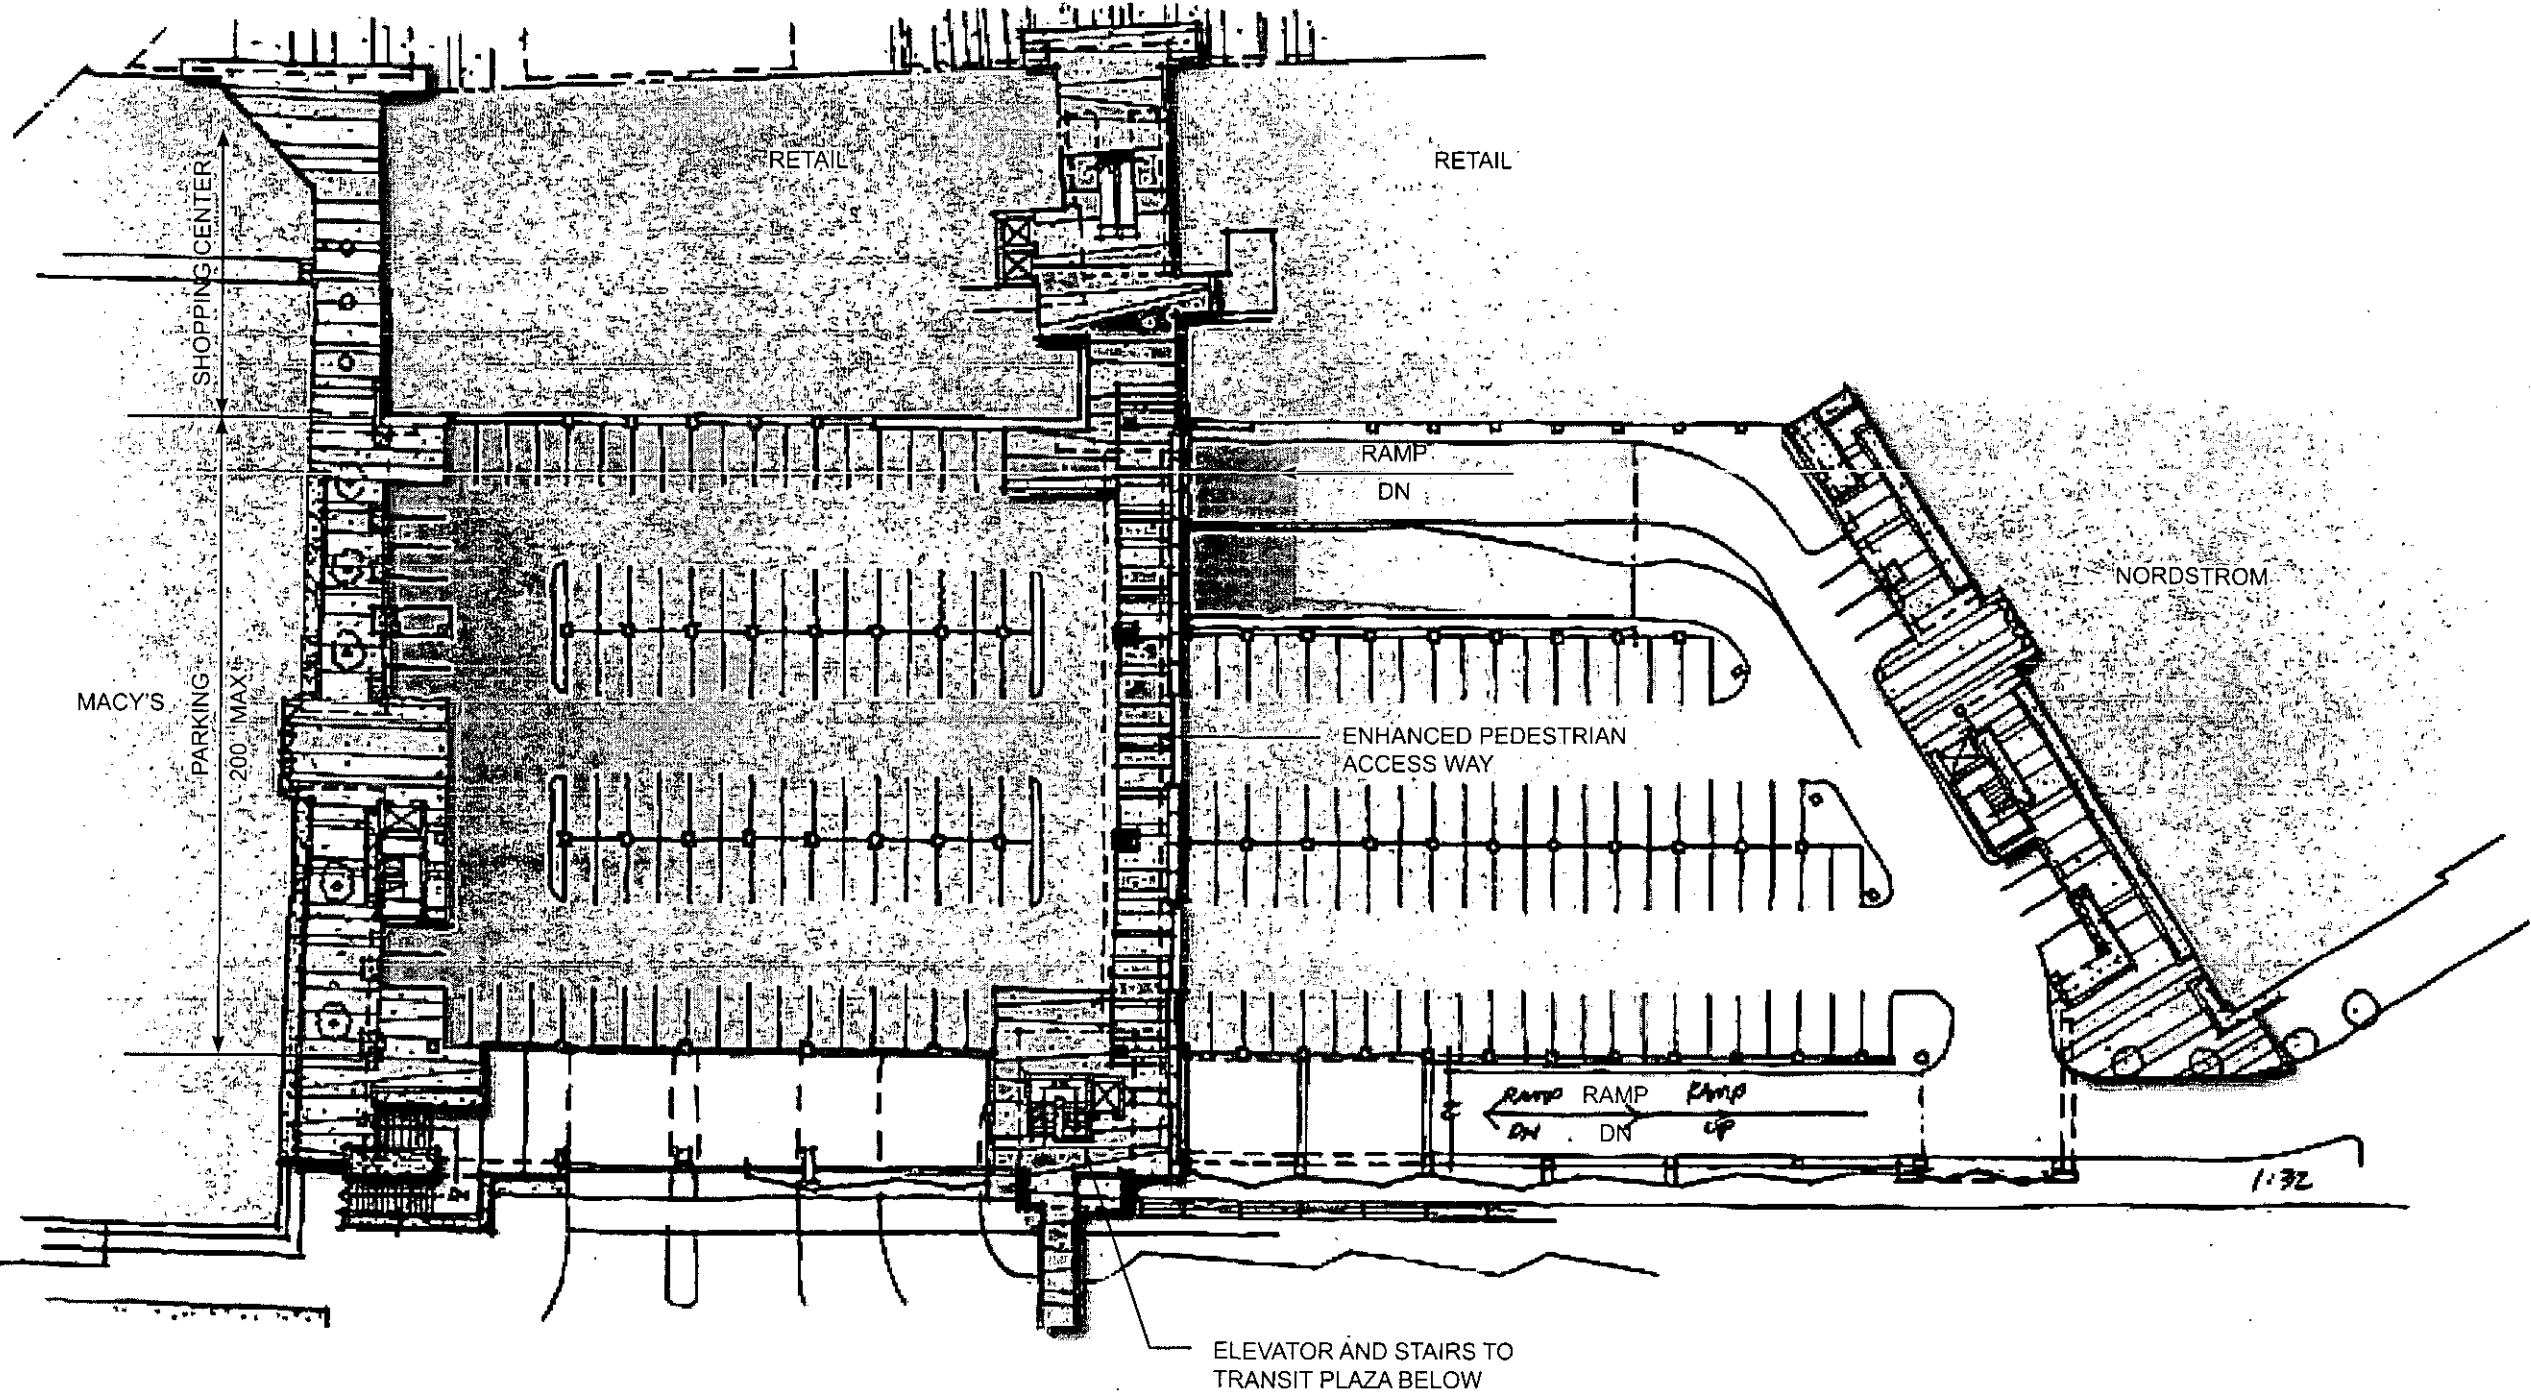 RETAIL
RETAIL
SHOPPING CENTER
RAMP
DN
NORDSTROM
MACY'S
PARKING
200' MAX.
ENHANCED PEDESTRIAN
ACCESS WAY
RAMP RAMP RAMP
DN DN UP
1:32
ELEVATOR AND STAIRS TO
TRANSIT PLAZA BELOW